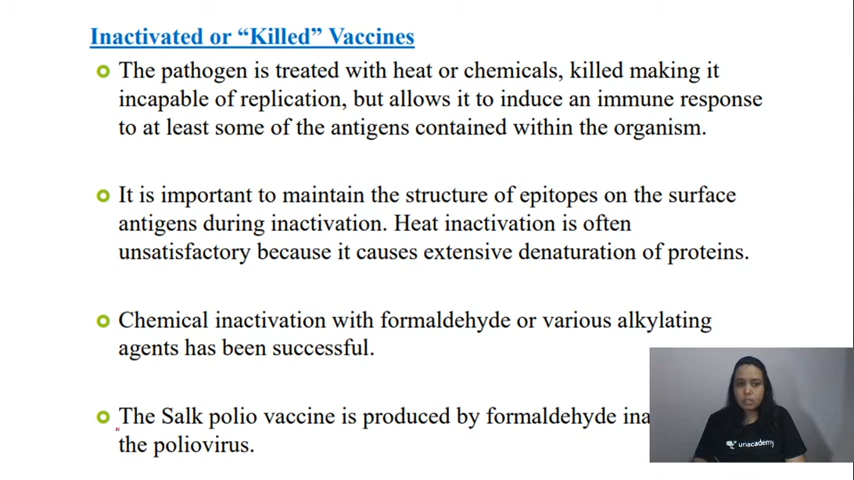 Inactivated or “Killed” Vaccines
The pathogen is treated with heat or chemicals, killed making it
incapable of replication, but allows it to induce an immune response
to at least some of the antigens contained within the organism.
It is important to maintain the structure of epitopes on the surface
antigens during inactivation. Heat inactivation is often
unsatisfactory because it causes extensive denaturation of proteins.
Chemical inactivation with formaldehyde or various alkylating
agents has been successful.
The Salk polio vaccine is produced by formaldehyde ina
the poliovirus.
unacademy